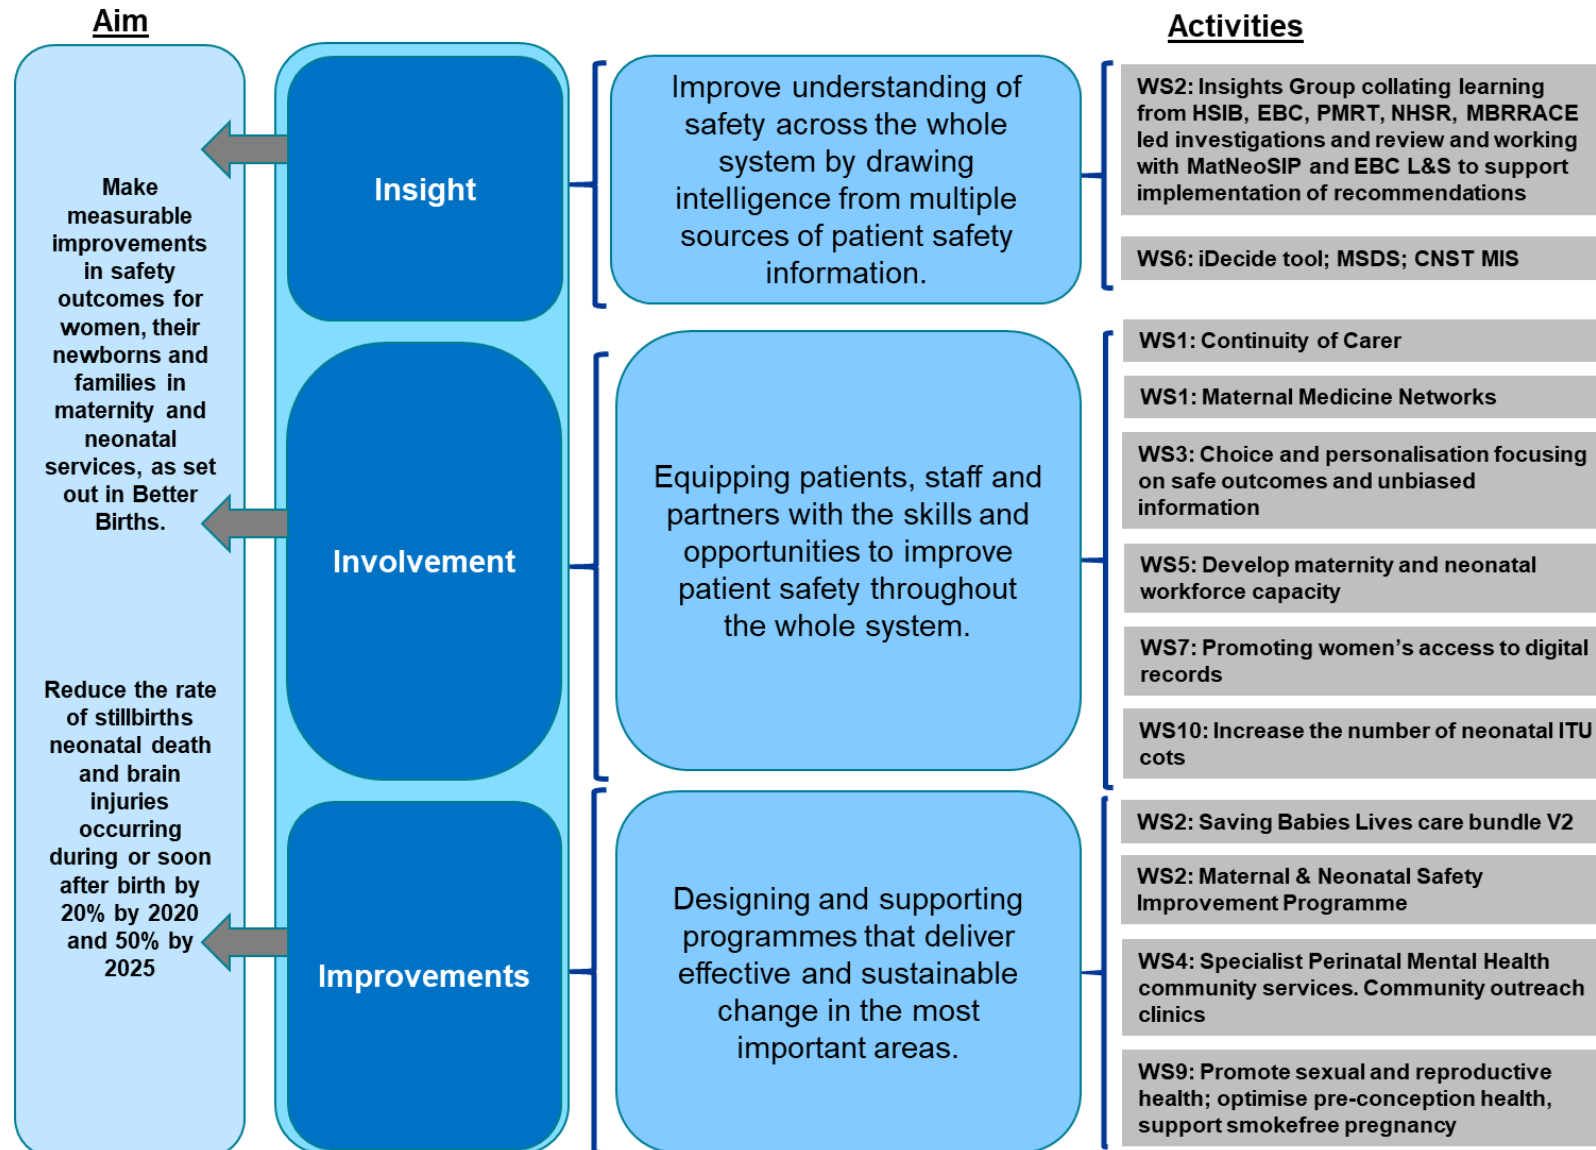 Aim
Make
measurable
improvements
in safety
outcomes for
women, their
newborns and
families in
maternity and
neonatal
services, as set
out in Better
Births.
Reduce the rate
of stillbirths
neonatal death
and brain
injuries
occurring
during or soon
after birth by
20% by 2020
and 50% by
2025
Insight
Improve understanding of
safety across the whole
system by drawing
intelligence from multiple
sources of patient safety
information.
Involvement
Equipping patients, staff and
partners with the skills and
opportunities to improve
patient safety throughout
the whole system.
Improvements
Designing and supporting
programmes that deliver
effective and sustainable
change in the most
important areas.
Activities
WS2: Insights Group collating learning
from HSIB, EBC, PMRT, NHSR, MBRRACE
led investigations and review and working
with MatNeoSIP and EBC L&S to support
implementation of recommendations
WS6: iDecide tool; MSDS; CNST MIS
WS1: Continuity of Carer
WS1: Maternal Medicine Networks
WS3: Choice and personalisation focusing
on safe outcomes and unbiased
information
WS5: Develop maternity and neonatal
workforce capacity
WS7: Promoting women’s access to digital
records
WS10: Increase the number of neonatal ITU
cots
WS2: Saving Babies Lives care bundle V2
WS2: Maternal & Neonatal Safety
Improvement Programme
WS4: Specialist Perinatal Mental Health
community services. Community outreach
clinics
WS9: Promote sexual and reproductive
health; optimise pre-conception health,
support smokefree pregnancy